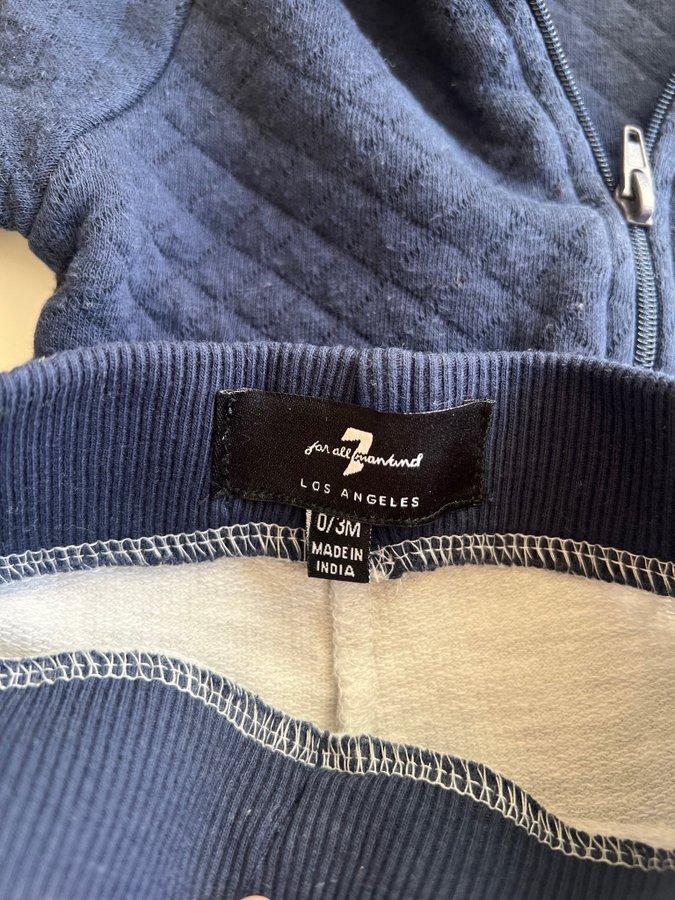 7
for all mankind
LOS ANGELES
0/3M
MADE IN
INDIA